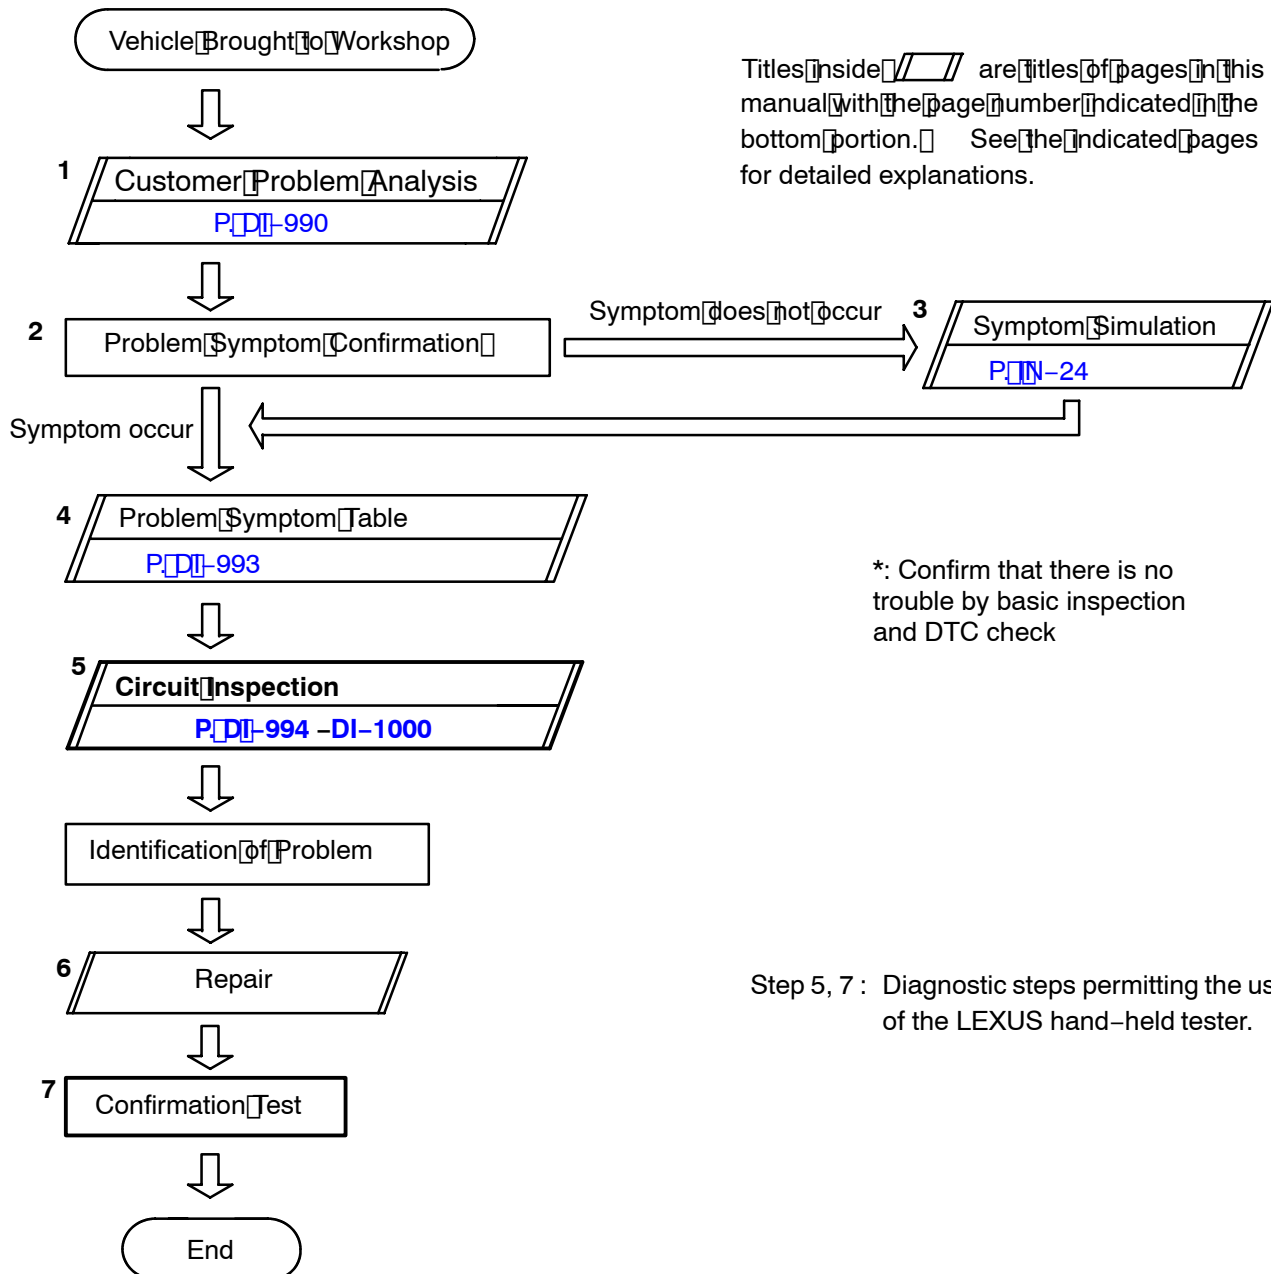 Vehicle Brought to Workshop
Titles inside are titles of pages in this
manual with the page number indicated in the
bottom portion. See the indicated pages
for detailed explanations.
1
Customer Problem Analysis
P. DI–990
2
Problem Symptom Confirmation
Symptom does not occur
3
Symptom Simulation
P. IN–24
Symptom occur
4
Problem Symptom Table
P. DI–993
*: Confirm that there is no
trouble by basic inspection
and DTC check
5
Circuit Inspection
P. DI–994 –DI–1000
Identification of Problem
6
Repair
Step 5, 7 : Diagnostic steps permitting the us
of the LEXUS hand–held tester.
7
Confirmation Test
End